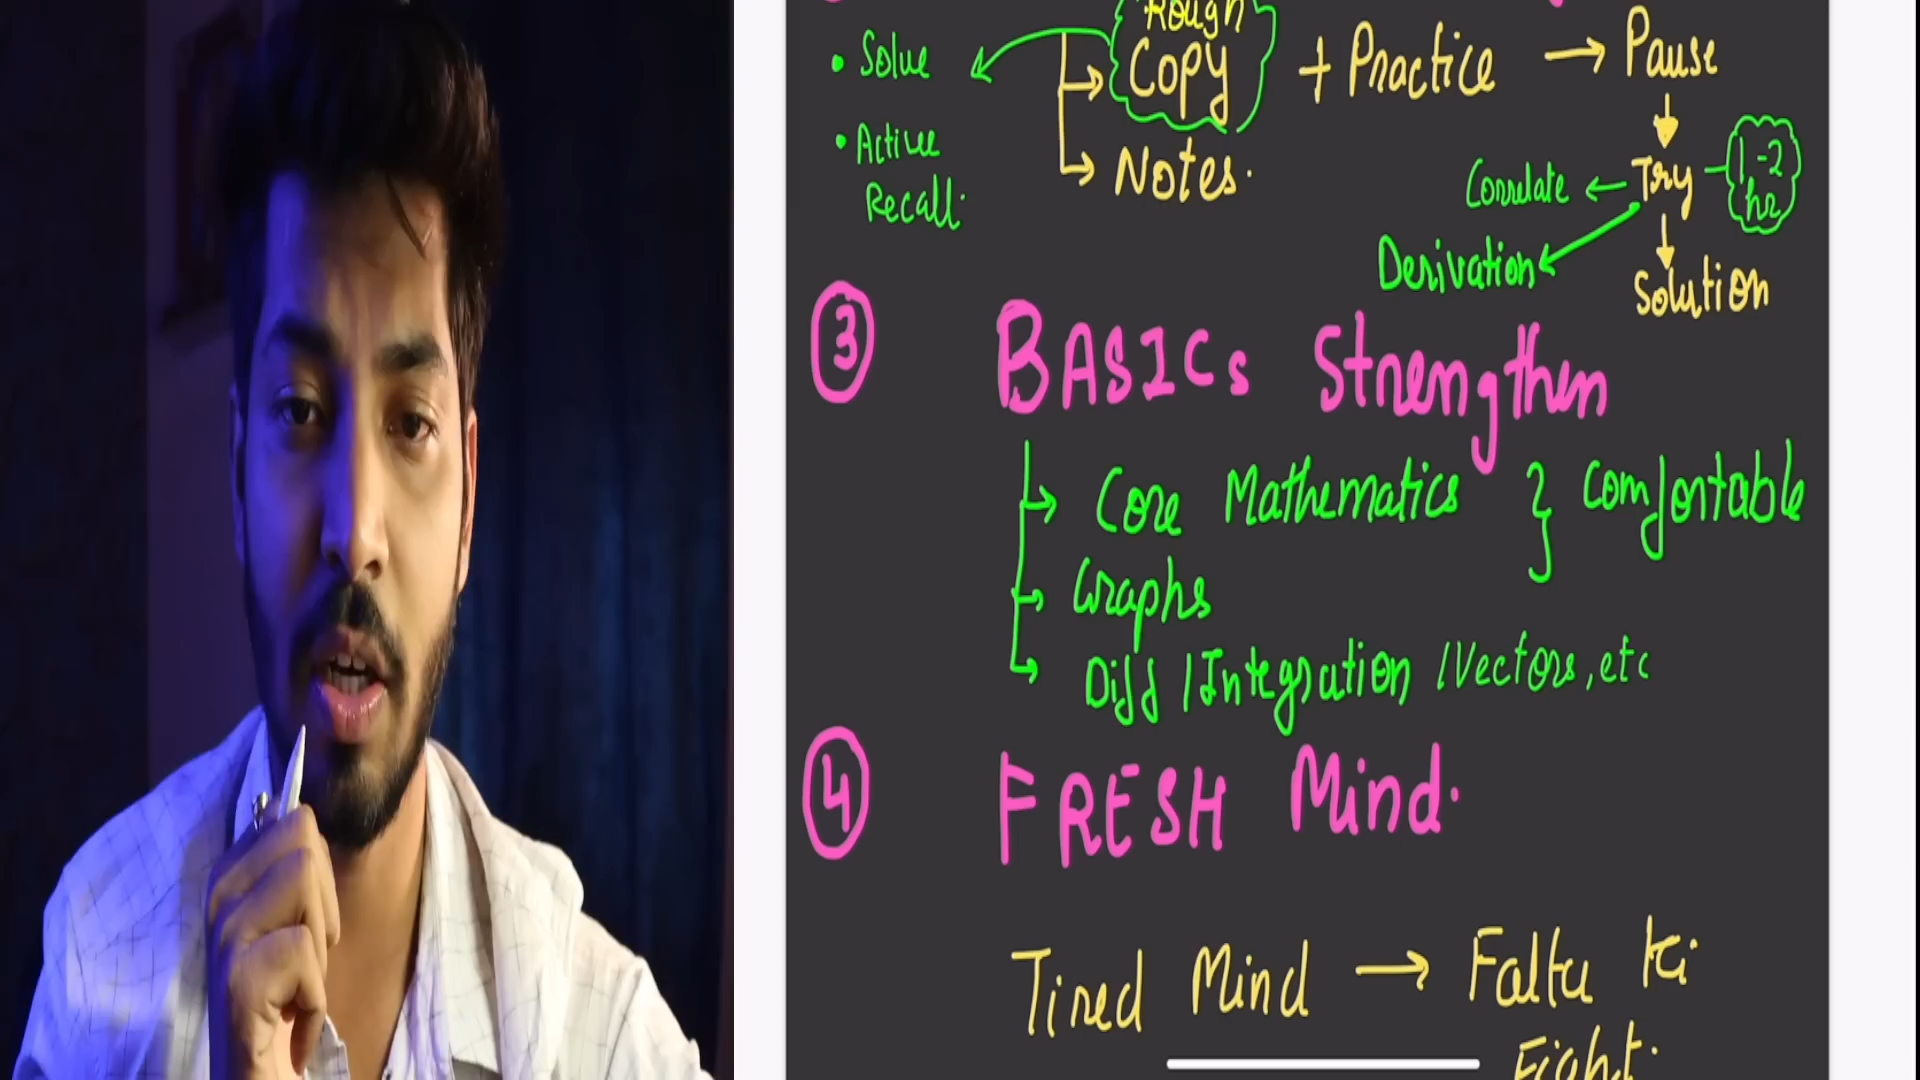 Rough
• Solve
Copy + Practice → Pause
• Active Recall.
Notes.
Correlate ← Try - 1-2 hr
Derivation
Solution
3 BASICs Strengthen
→ Core Mathematics } Comfortable
→ Graphs
→ Diff / Integration / Vectors, etc
4 FRESH Mind.
Tired Mind → Faltu ki
Fight.